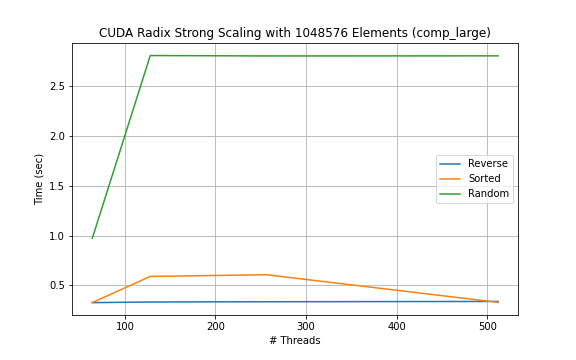 CUDA Radix Strong Scaling with 1048576 Elements (comp_large)
Time (sec)
2.5
2.0
1.5
1.0
0.5
Reverse
Sorted
Random
100
200
300
400
500
# Threads